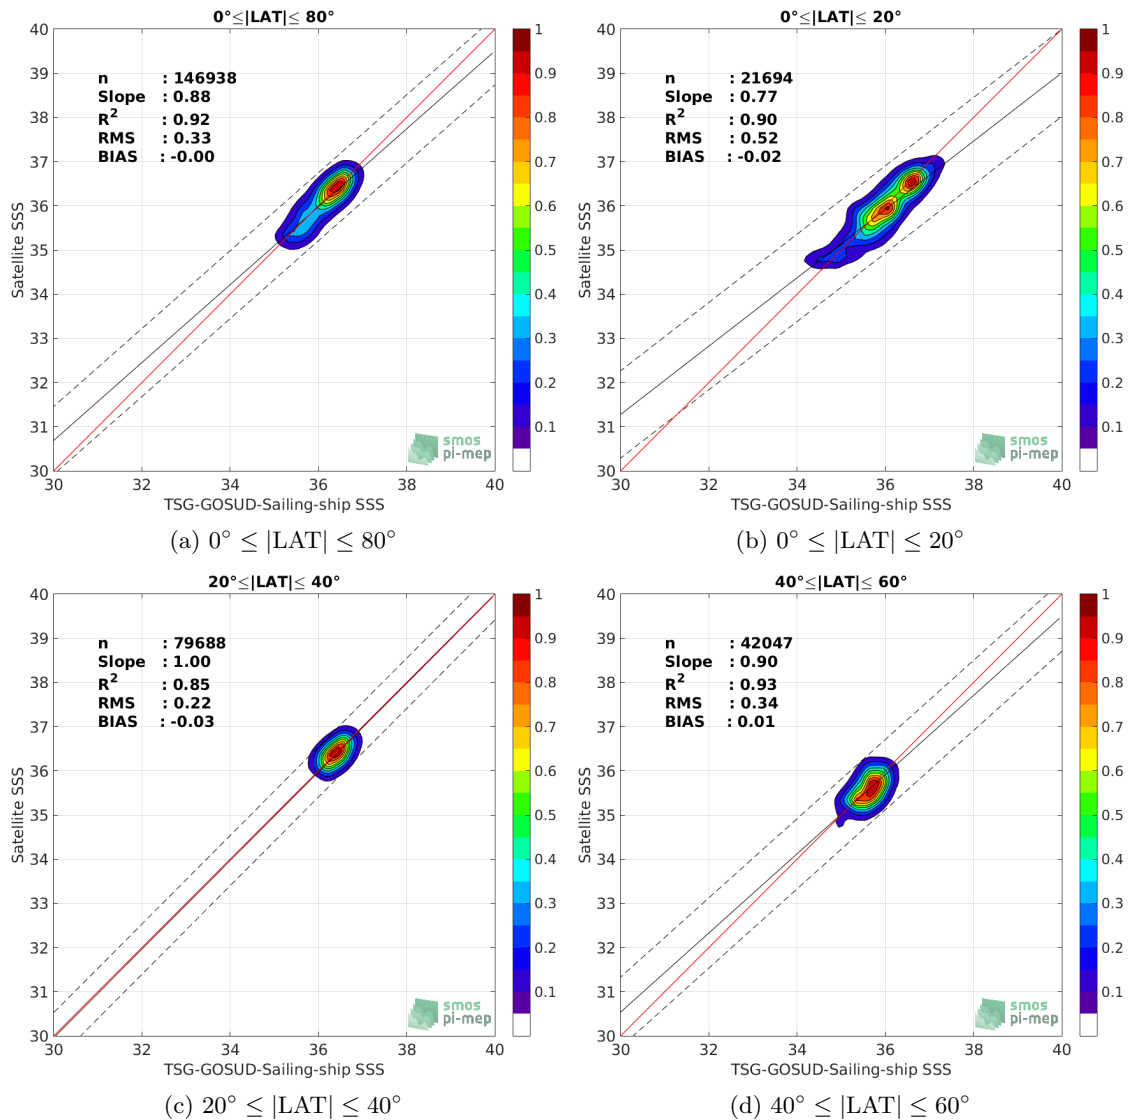 0°≤|LAT|≤ 80°
n : 146938
Slope : 0.88
R² : 0.92
RMS : 0.33
BIAS : -0.00
Satellite SSS
40
39
38
37
36
35
34
33
32
31
30
30 32 34 36 38 40
TSG-GOSUD-Sailing-ship SSS
1
0.9
0.8
0.7
0.6
0.5
0.4
0.3
0.2
0.1
smos
pi-mep
(a) 0° ≤ |LAT| ≤ 80°
0°≤|LAT|≤ 20°
n : 21694
Slope : 0.77
R² : 0.90
RMS : 0.52
BIAS : -0.02
Satellite SSS
40
39
38
37
36
35
34
33
32
31
30
30 32 34 36 38 40
TSG-GOSUD-Sailing-ship SSS
1
0.9
0.8
0.7
0.6
0.5
0.4
0.3
0.2
0.1
smos
pi-mep
(b) 0° ≤ |LAT| ≤ 20°
20°≤|LAT|≤ 40°
n : 79688
Slope : 1.00
R² : 0.85
RMS : 0.22
BIAS : -0.03
Satellite SSS
40
39
38
37
36
35
34
33
32
31
30
30 32 34 36 38 40
TSG-GOSUD-Sailing-ship SSS
1
0.9
0.8
0.7
0.6
0.5
0.4
0.3
0.2
0.1
smos
pi-mep
(c) 20° ≤ |LAT| ≤ 40°
40°≤|LAT|≤ 60°
n : 42047
Slope : 0.90
R² : 0.93
RMS : 0.34
BIAS : 0.01
Satellite SSS
40
39
38
37
36
35
34
33
32
31
30
30 32 34 36 38 40
TSG-GOSUD-Sailing-ship SSS
1
0.9
0.8
0.7
0.6
0.5
0.4
0.3
0.2
0.1
smos
pi-mep
(d) 40° ≤ |LAT| ≤ 60°